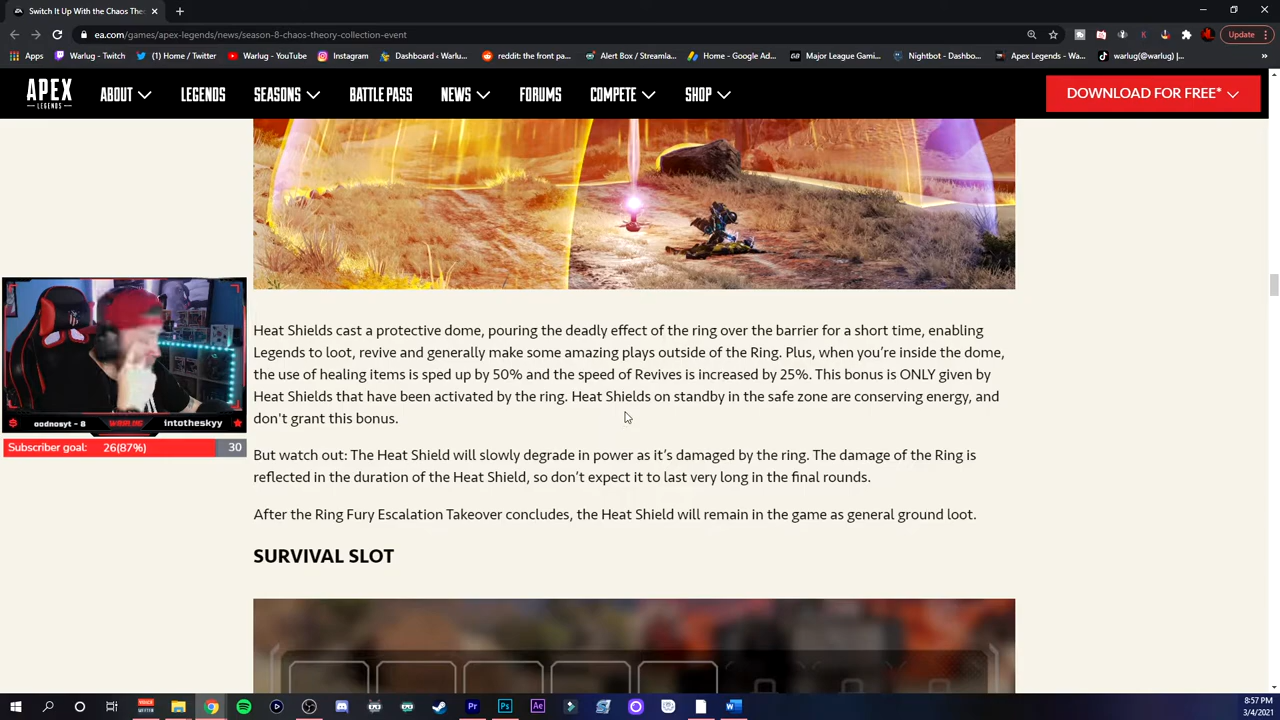 Switch It Up With the Chaos The
ea.com/games/apex-legends/news/season-8-chaos-theory-collection-event
Update
Apps
Warlug - Twitch
(1) Home / Twitter
Warlug - YouTube
Instagram
Dashboard ‹ Warlu...
reddit: the front pa...
Alert Box / Streamla...
Home - Google Ad...
Major League Gami...
Nightbot - Dashbo...
Apex Legends - Wa...
warlug(@warlug)...
APEX
LEGENDS
ABOUT
LEGENDS
SEASONS
BATTLE PASS
NEWS
FORUMS
COMPETE
SHOP
DOWNLOAD FOR FREE*
Heat Shields cast a protective dome, pouring the deadly effect of the ring over the barrier for a short time, enabling
Legends to loot, revive and generally make some amazing plays outside of the Ring. Plus, when you're inside the dome,
the use of healing items is sped up by 50% and the speed of Revives is increased by 25%. This bonus is ONLY given by
Heat Shields that have been activated by the ring. Heat Shields on standby in the safe zone are conserving energy, and
don't grant this bonus.
oodnosyt - 8
WARLUG
intotheskyy
Subscriber goal:
26(87%)
30
But watch out: The Heat Shield will slowly degrade in power as it's damaged by the ring. The damage of the Ring is
reflected in the duration of the Heat Shield, so don't expect it to last very long in the final rounds.
After the Ring Fury Escalation Takeover concludes, the Heat Shield will remain in the game as general ground loot.
SURVIVAL SLOT
8:57 PM
3/4/2021